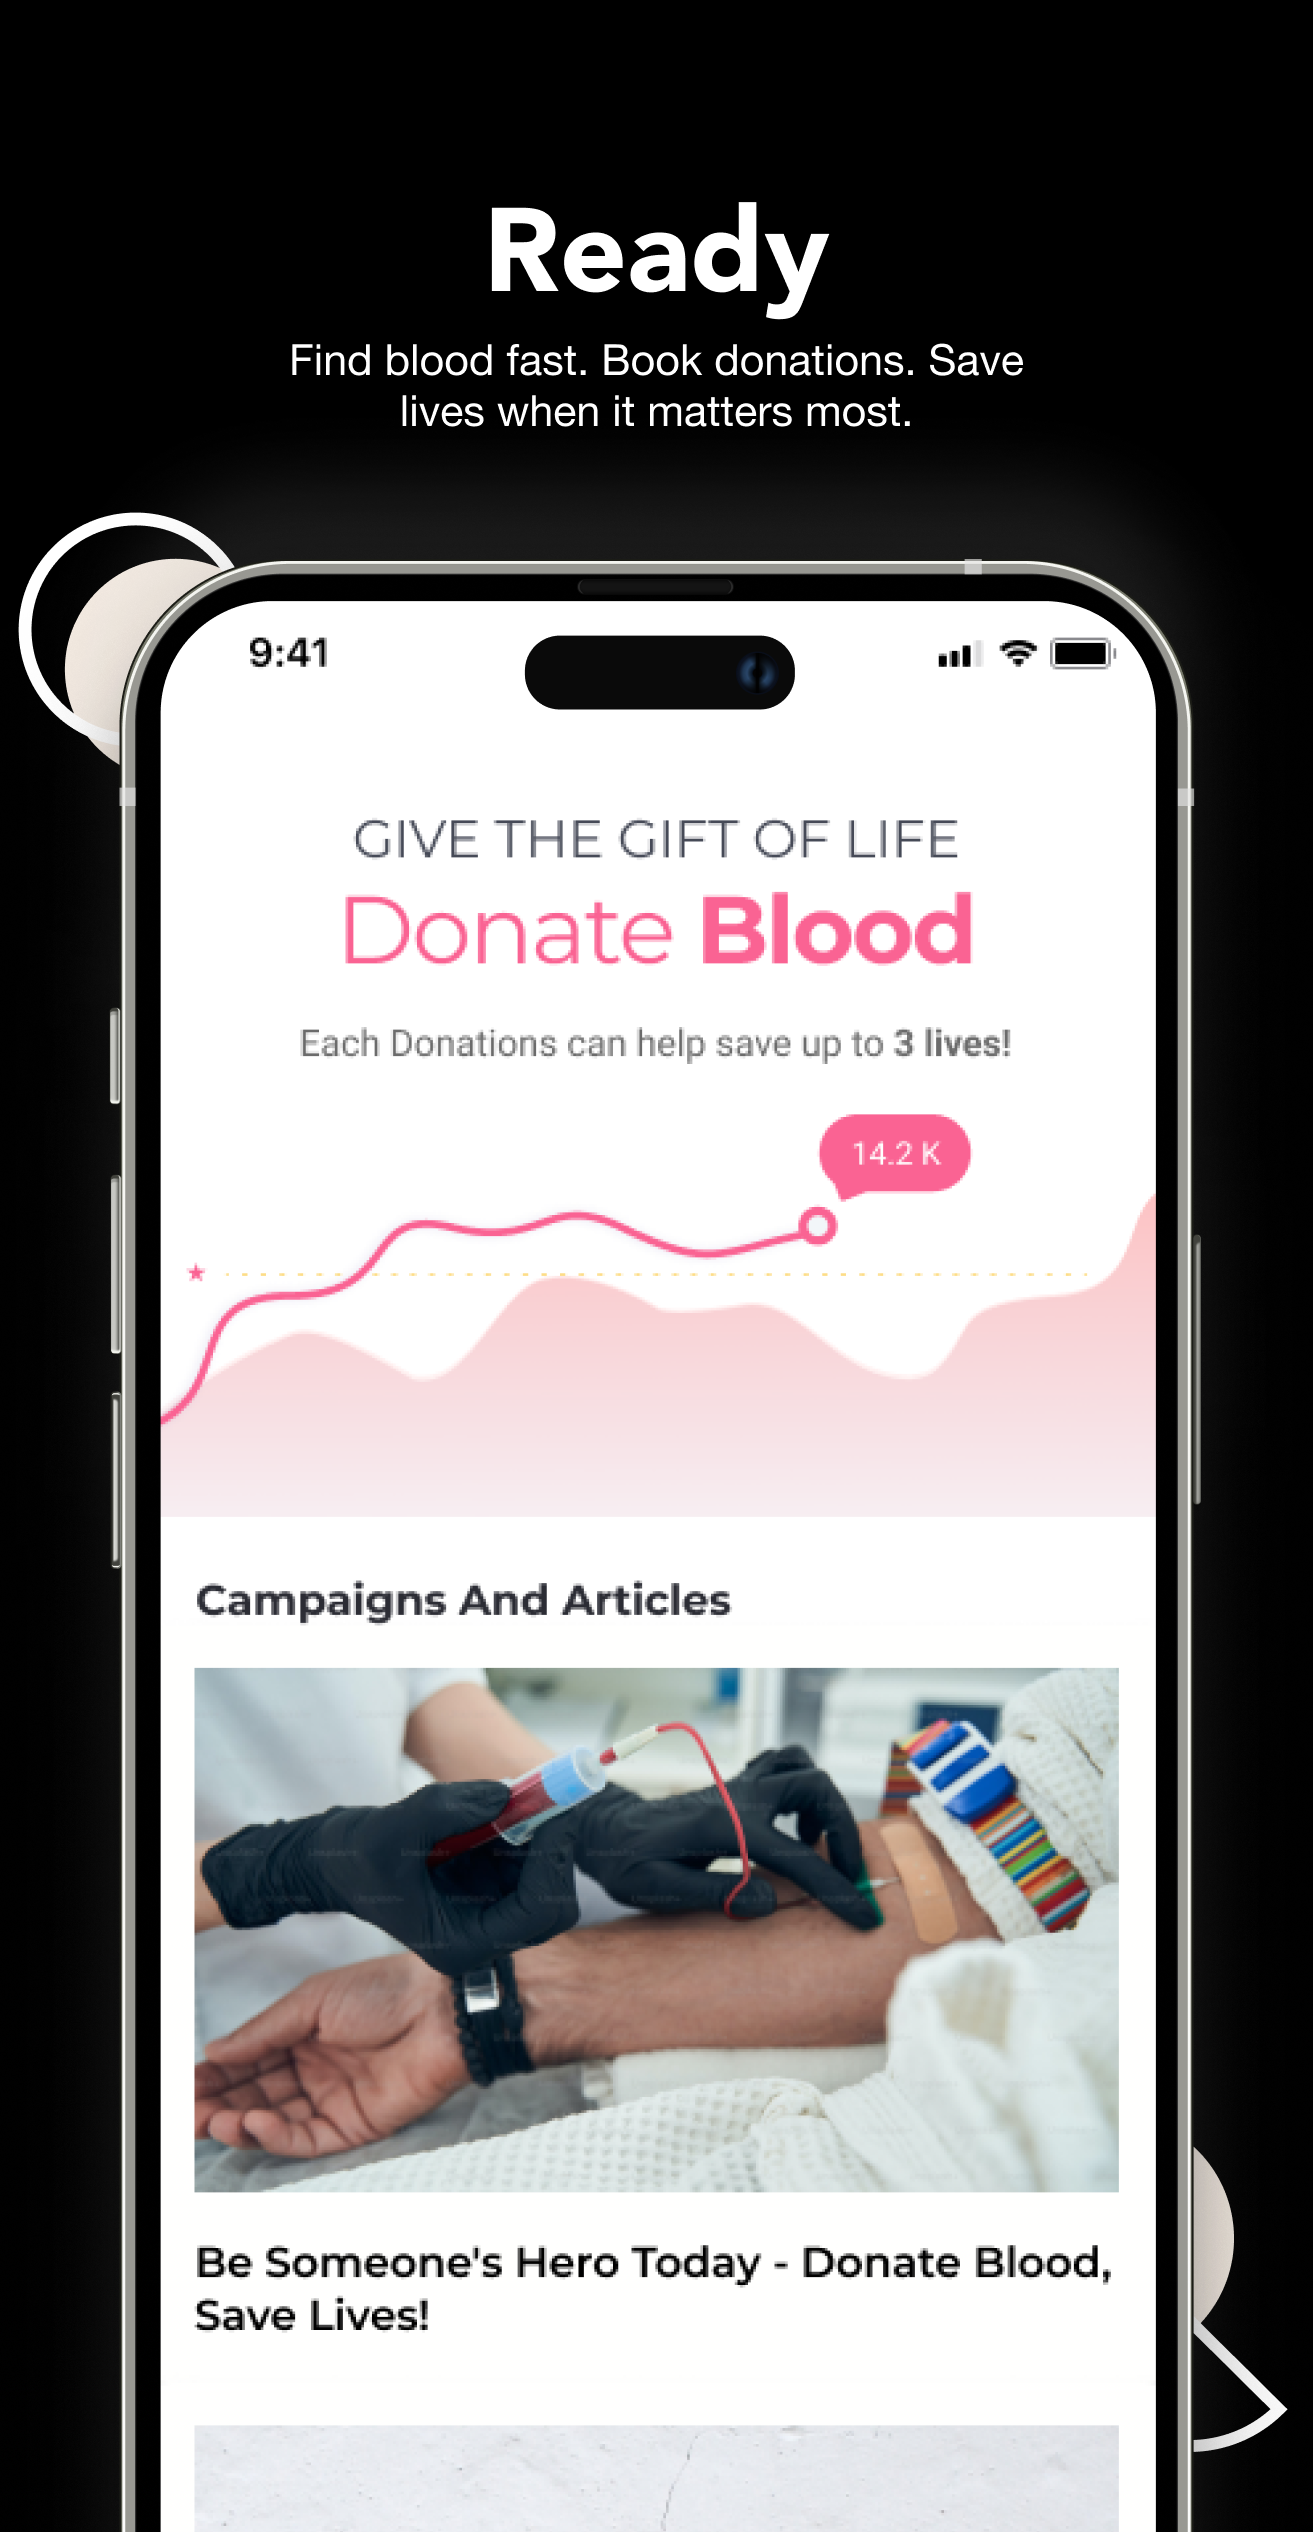 Ready
Find blood fast. Book donations. Save
lives when it matters most.
9:41
GIVE THE GIFT OF LIFE
Donate Blood
Each Donations can help save up to 3 lives!
14.2 K
Campaigns And Articles
Be Someone's Hero Today - Donate Blood,
Save Lives!